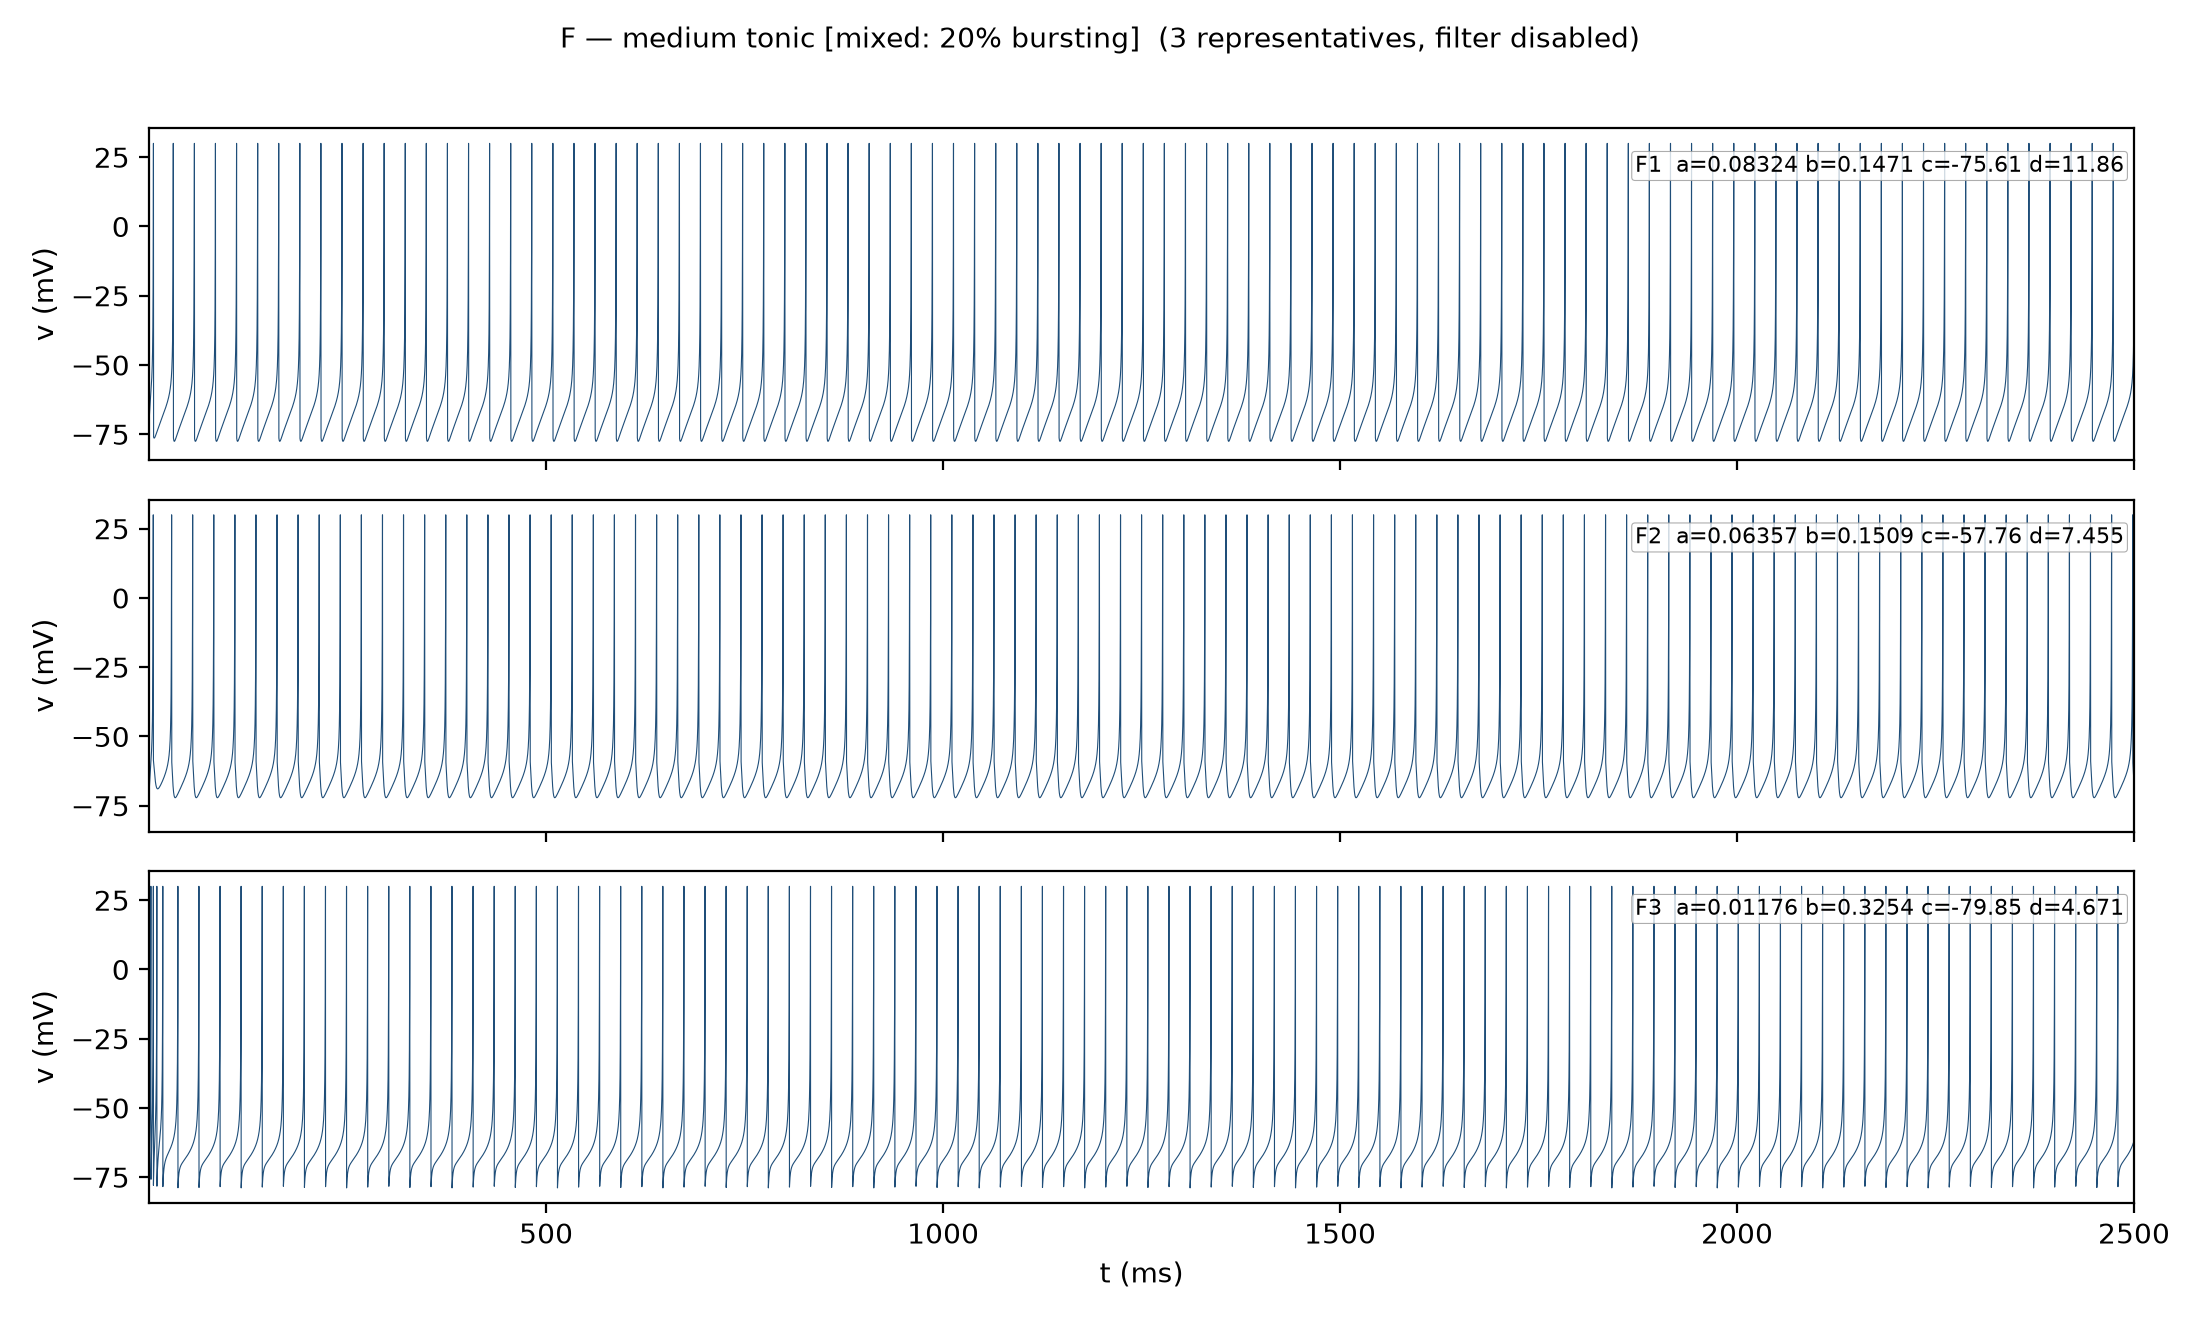 F — medium tonic [mixed: 20% bursting]  (3 representatives, filter disabled)
25
0
−25
−50
−75
v (mV)
F1  a=0.08324 b=0.1471 c=-75.61 d=11.86
25
0
−25
−50
−75
v (mV)
F2  a=0.06357 b=0.1509 c=-57.76 d=7.455
25
0
−25
−50
−75
v (mV)
F3  a=0.01176 b=0.3254 c=-79.85 d=4.671
500 1000 1500 2000 2500
t (ms)